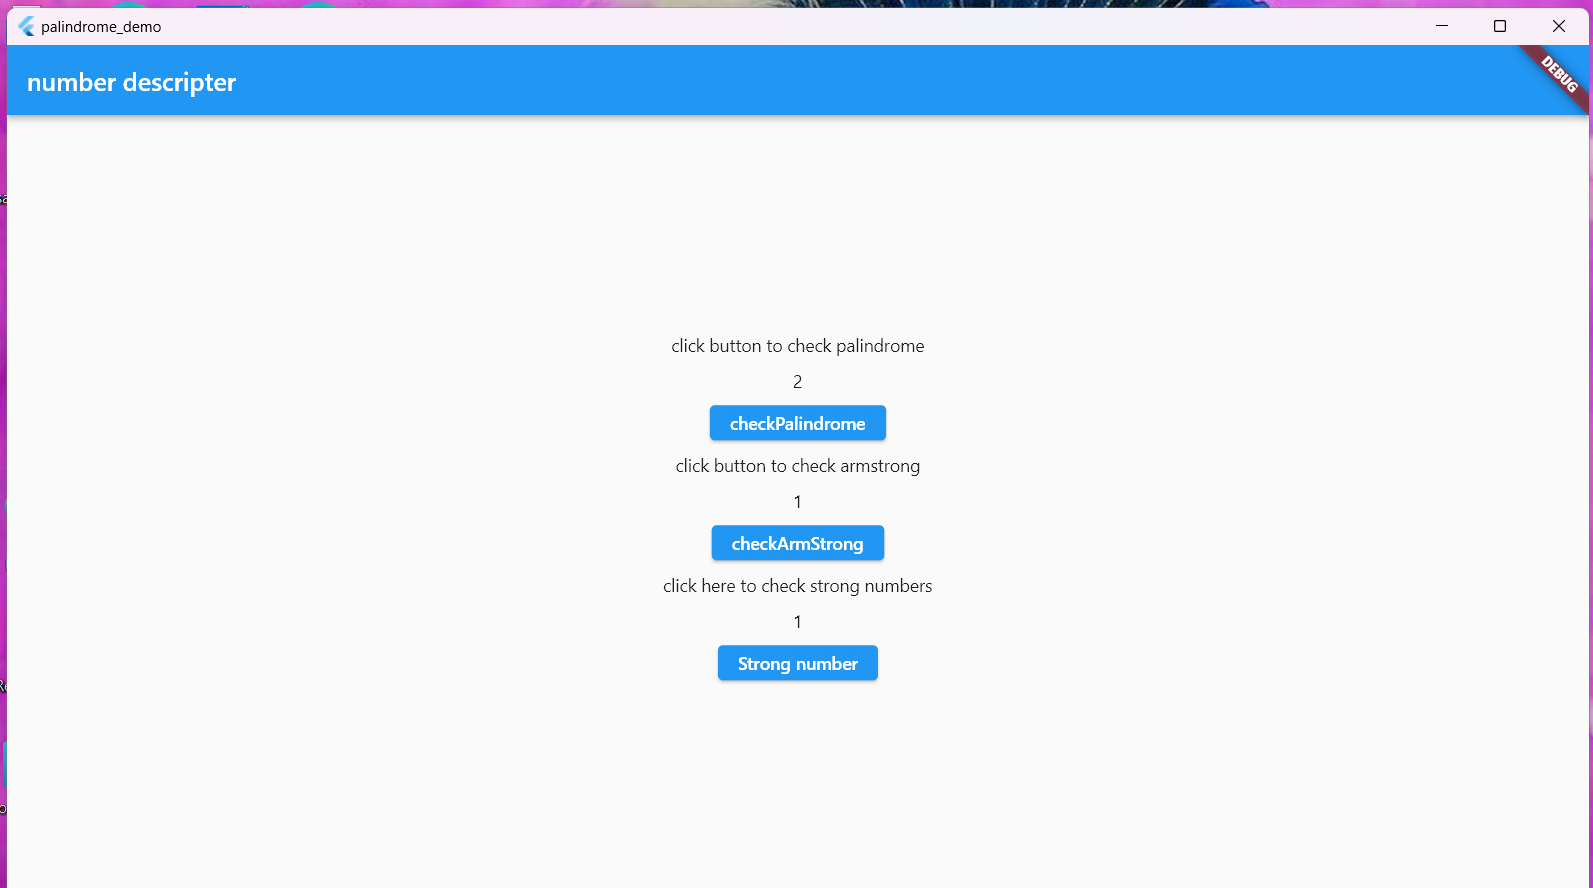 palindrome_demo
number descripter
DEBUG
click button to check palindrome
2
checkPalindrome
click button to check armstrong
1
checkArmStrong
click here to check strong numbers
1
Strong number